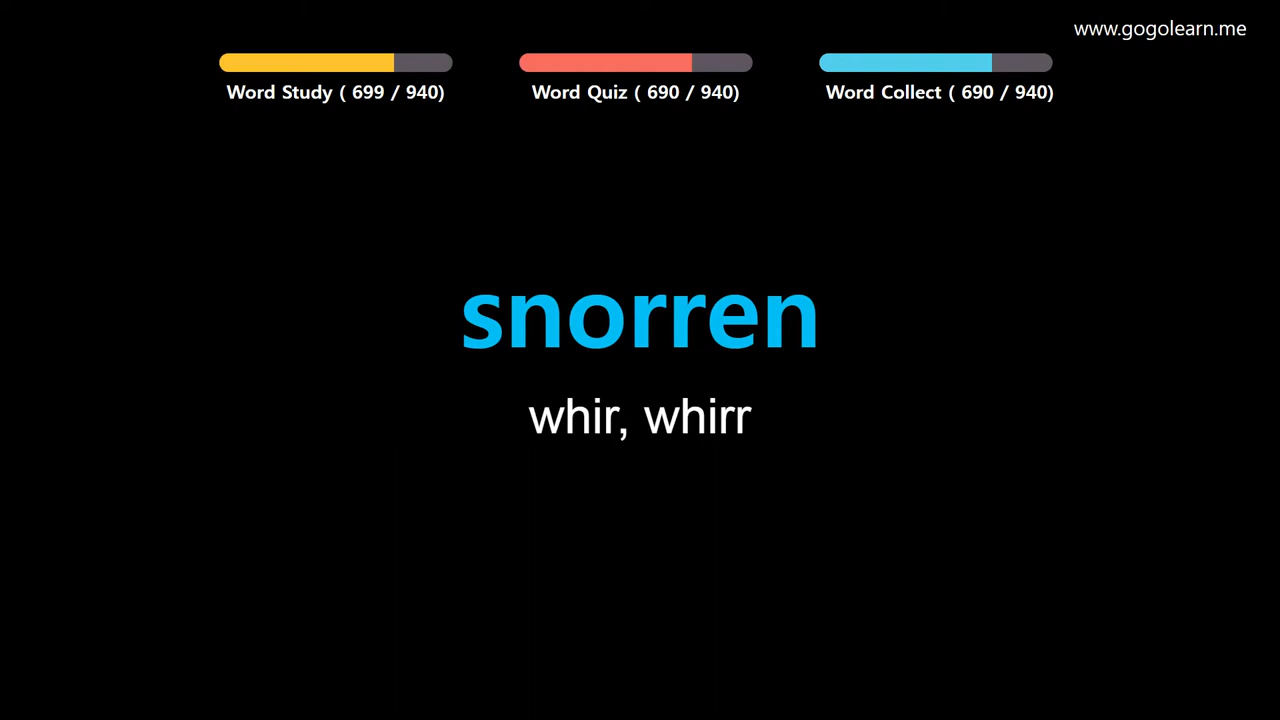 www.gogolearn.me
Word Study ( 699 / 940)
Word Quiz ( 690 / 940)
Word Collect ( 690 / 940)
snorren
whir, whirr